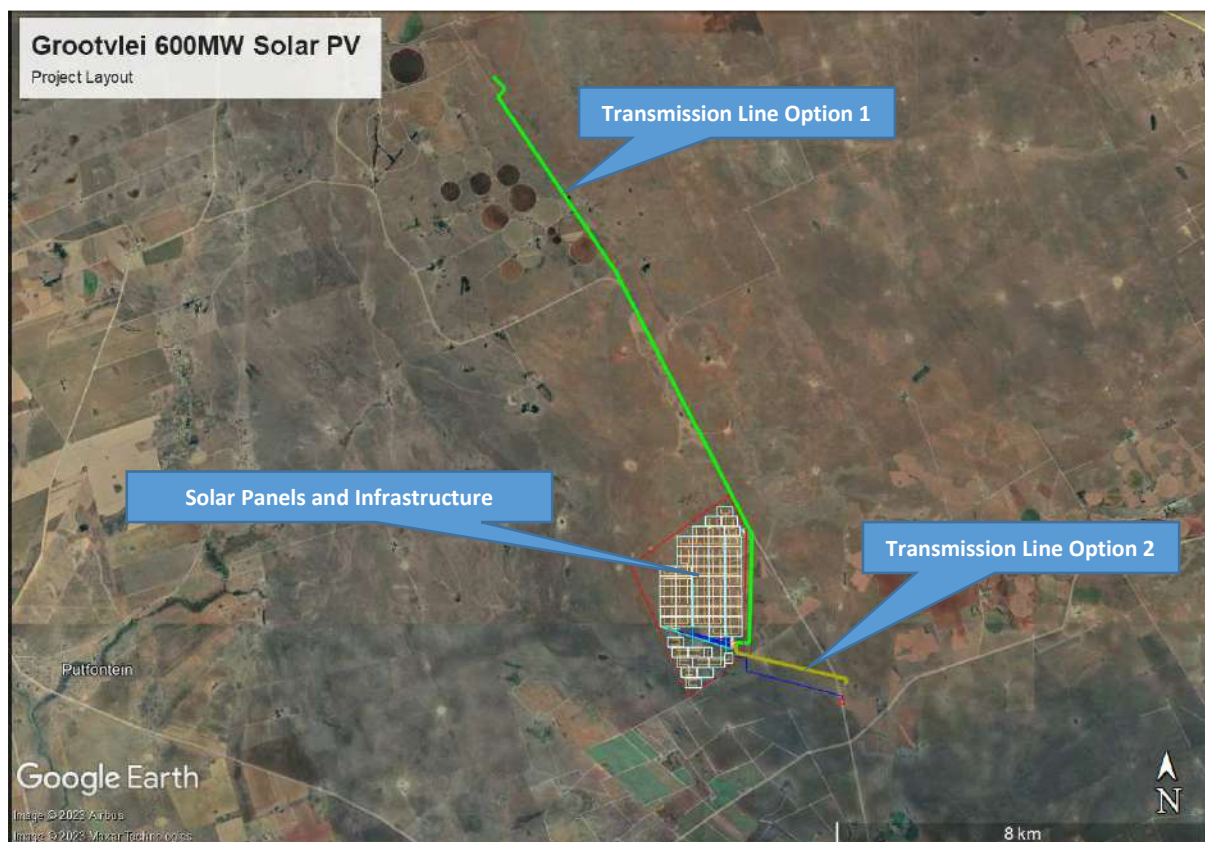 Grootvlei 600MW Solar PV
Project Layout
Transmission Line Option 1
Solar Panels and Infrastructure
Transmission Line Option 2
Putfontein
Google Earth
Image © 2023 Airbus
Image © 2023 Maxar Technologies
N
8 km